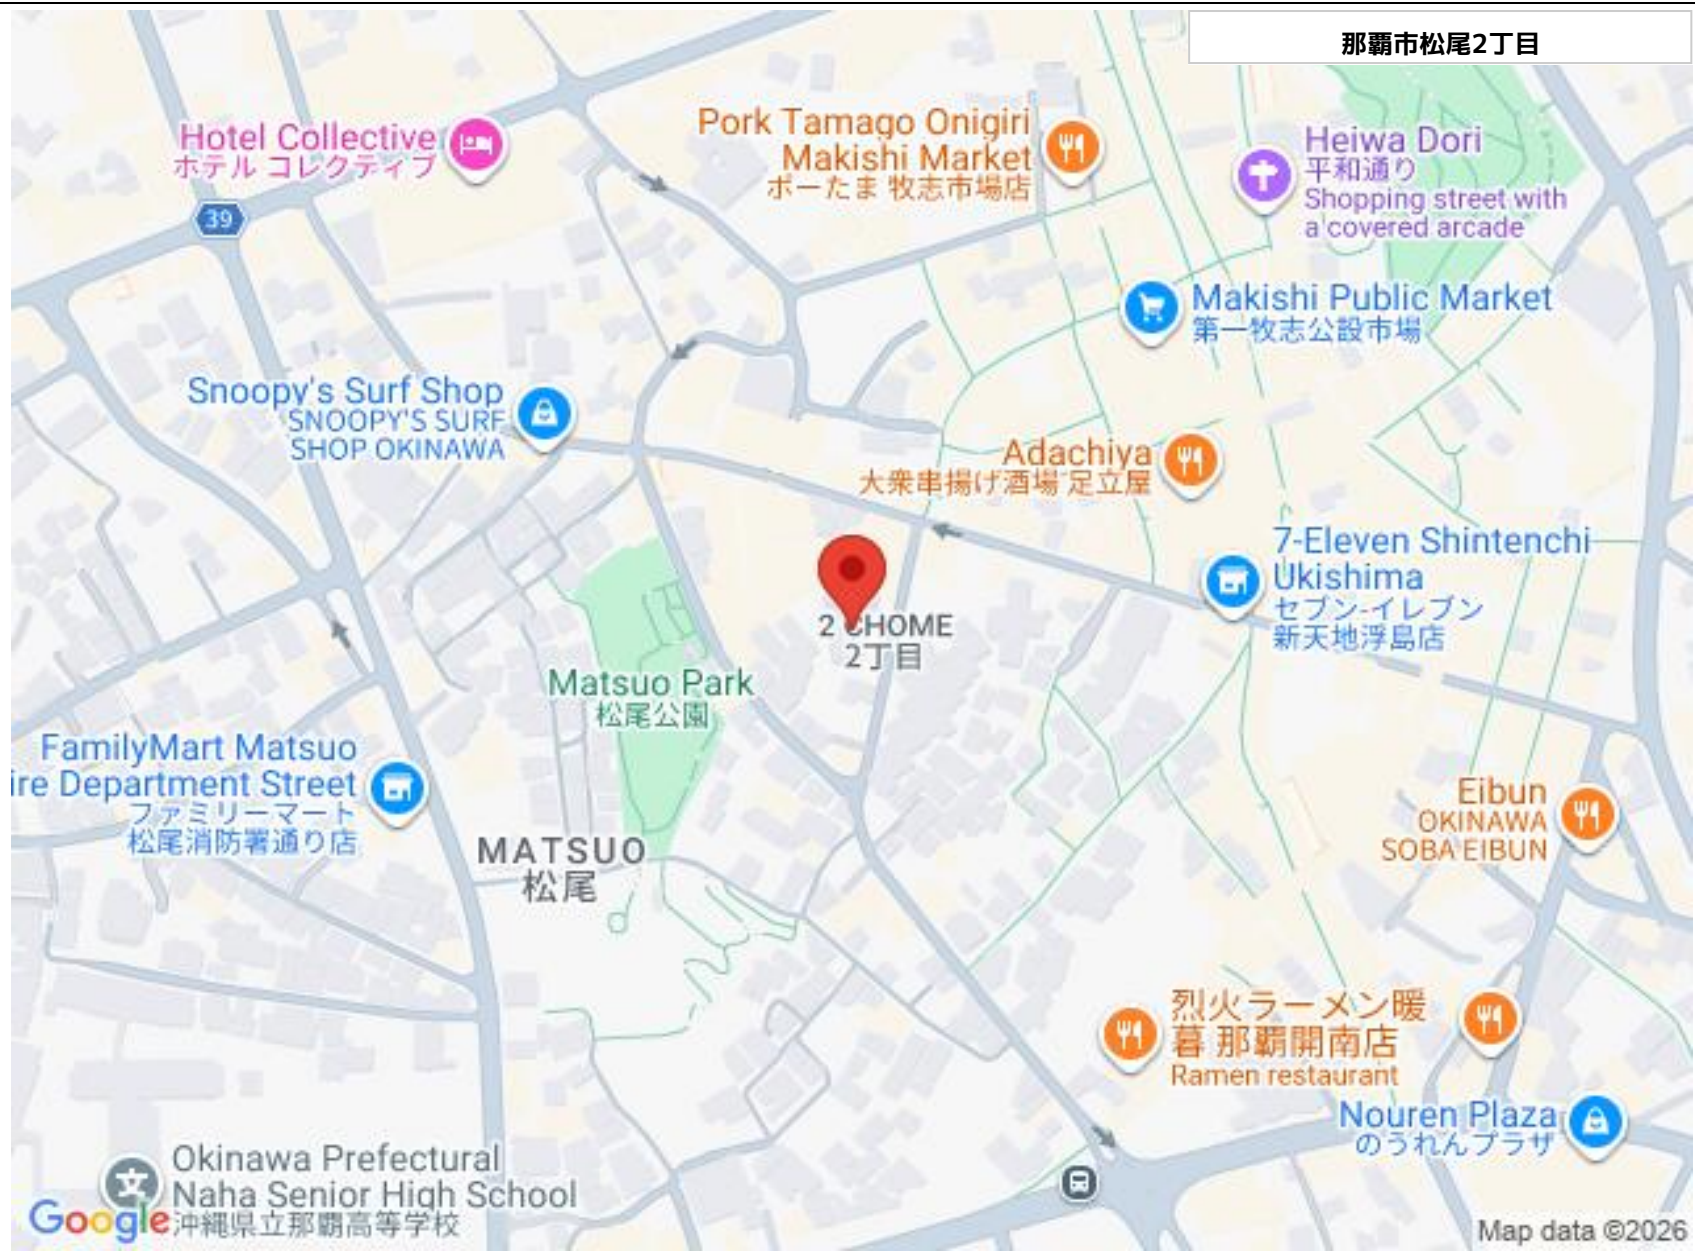 那覇市松尾2丁目
Hotel Collective
ホテル コレクティブ
39
Pork Tamago Onigiri
Makishi Market
ポーたま 牧志市場店
Heiwa Dori
平和通り
Shopping street with
a covered arcade
Makishi Public Market
第一牧志公設市場
Snoopy's Surf Shop
SNOOPY'S SURF
SHOP OKINAWA
Adachiya
大衆串揚げ酒場 足立屋
7-Eleven Shintenchi
Ukishima
セブン-イレブン
新天地浮島店
2 CHOME
2丁目
Matsuo Park
松尾公園
FamilyMart Matsuo
ire Department Street
ファミリーマート
松尾消防署通り店
MATSUO
松尾
Eibun
OKINAWA
SOBA EIBUN
烈火ラーメン暖
暮 那覇開南店
Ramen restaurant
Nouren Plaza
のうれんプラザ
Okinawa Prefectural
Naha Senior High School
沖縄県立那覇高等学校
Google
Map data ©2026